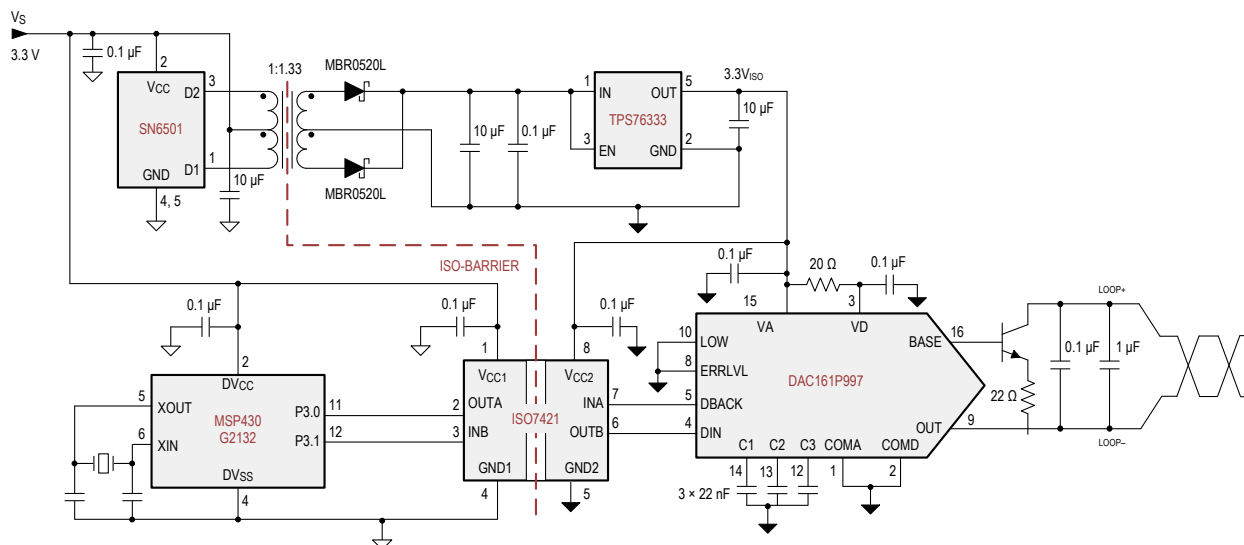 VS
3.3 V
0.1 µF
2
VCC
D2
3
SN6501
D1
1
GND
4, 5
10 µF
1:1.33
MBR0520L
MBR0520L
10 µF
0.1 µF
1
IN
OUT
5
TPS76333
3
EN
GND
2
3.3VISO
10 µF
ISO-BARRIER
0.1 µF
2
DVCC
5
XOUT
6
XIN
MSP430
G2132
P3.0
11
P3.1
12
DVSS
4
0.1 µF
1
VCC1
2
OUTA
3
INB
GND1
4
ISO7421
0.1 µF
8
VCC2
INA
7
OUTB
6
GND2
5
0.1 µF
20 Ω
0.1 µF
15
3
VA
VD
10
LOW
8
ERRLVL
5
DBACK
4
DIN
DAC161P997
BASE
16
OUT
9
C1
C2
C3
COMA
COMD
14
13
12
1
2
3 × 22 nF
22 Ω
0.1 µF
1 µF
LOOP+
LOOP–